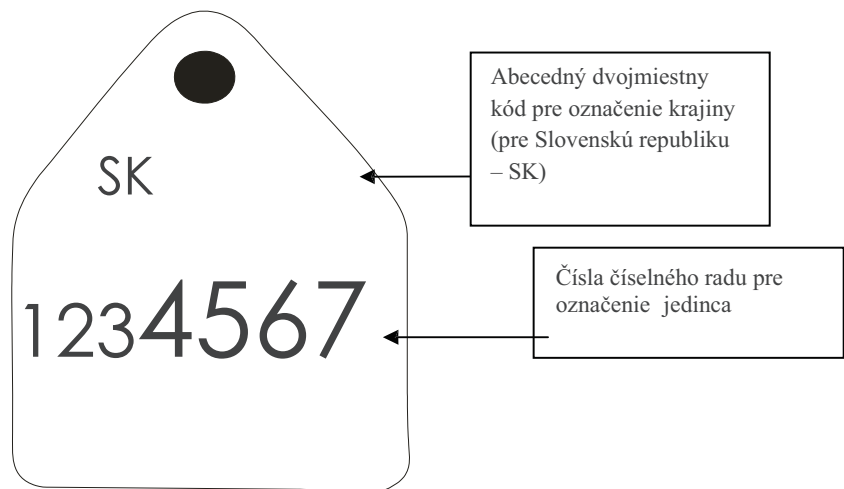 Abecedný dvojmiestny
kód pre označenie krajiny
(pre Slovenskú republiku
– SK)
SK
Čísla číselného radu pre
označenie jedinca
1234567